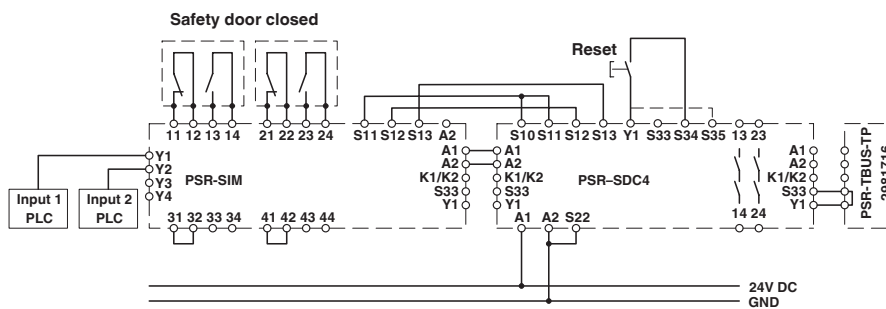 Safety door closed
Reset
11 12 13 14 21 22 23 24 S11 S12 S13 A2 S10 S11 S12 S13 Y1 S33 S34 S35 13 23
Y1 A1 A1 A1
Y2 A2 A2 A2
Y3 PSR-SIM K1/K2 K1/K2 PSR–SDC4 K1/K2
Y4 S33 S33 S33
Y1 Y1 Y1
Input 1 PLC
Input 2 PLC
31 32 33 34 41 42 43 44 A1 A2 S22 14 24
PSR-TBUS-TP
2981716
24V DC
GND